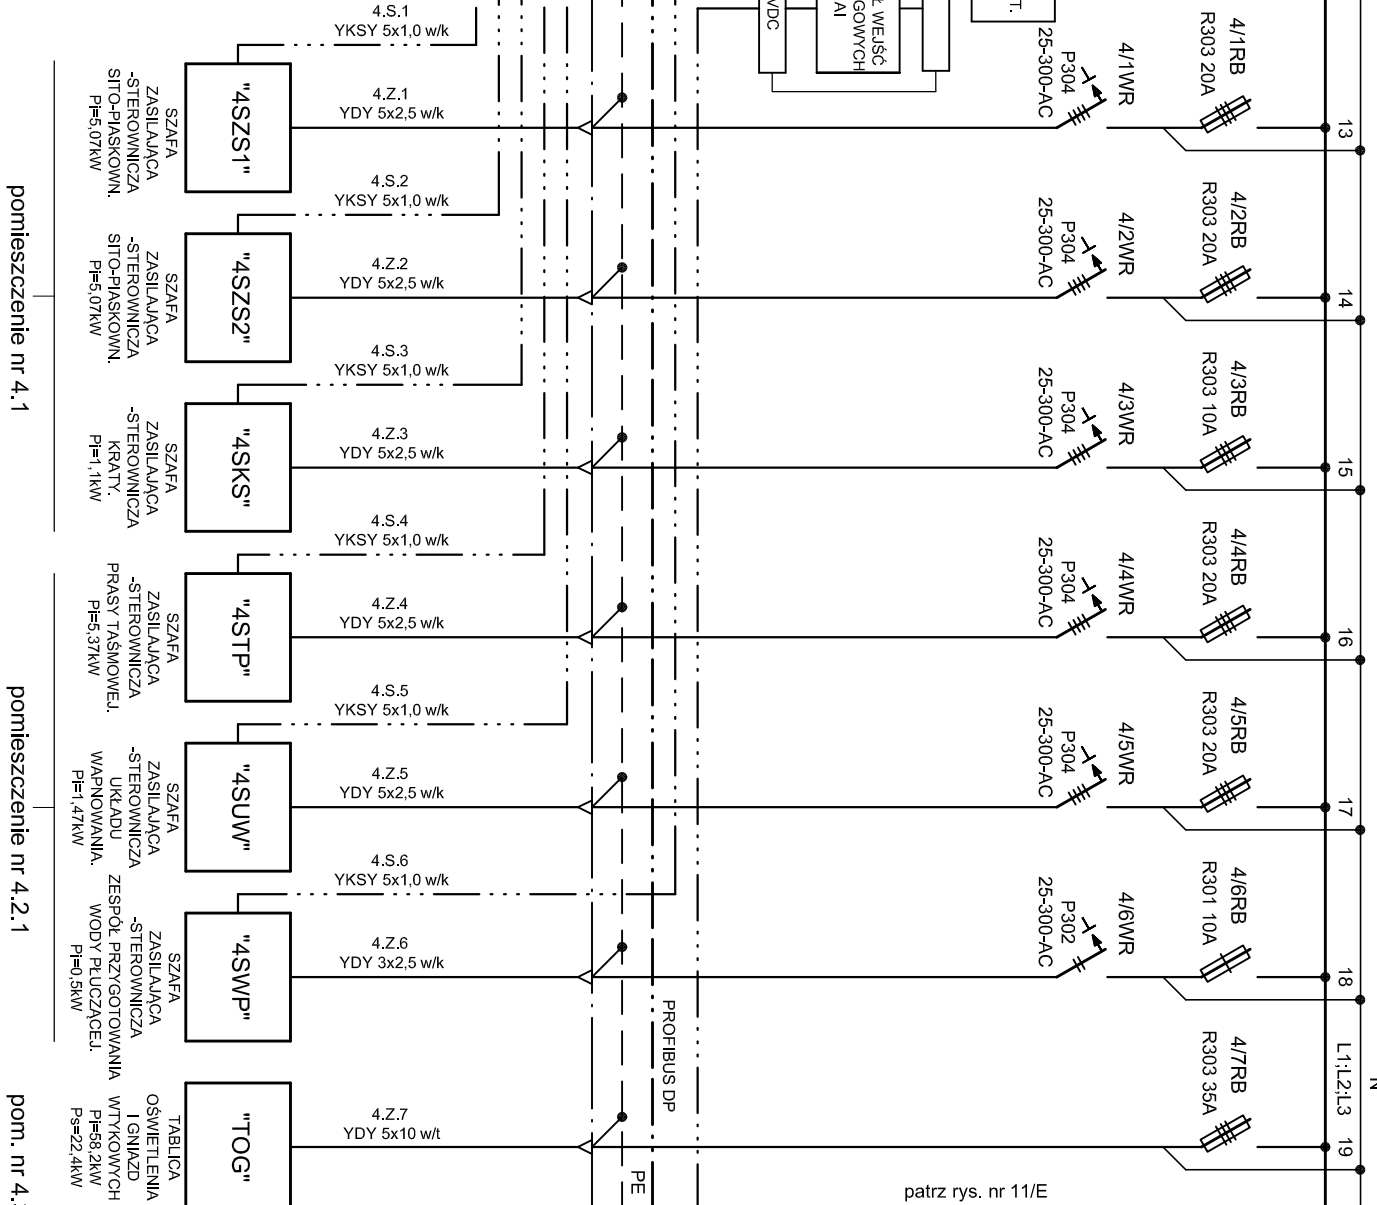 Ł WEJŚĆ
GOWYCH
AI
VDC
T.
N
4/1RB
R303 20A
13
4/1WR
P304
25-300-AC
4.S.1
YKSY 5x1,0 w/k
4.Z.1
YDY 5x2,5 w/k
"4SZS1"
SZAFA
ZASILAJĄCA
-STEROWNICZA
SITO-PIASKOWN.
Pi=5,07kW
4/2RB
R303 20A
14
4/2WR
P304
25-300-AC
4.S.2
YKSY 5x1,0 w/k
4.Z.2
YDY 5x2,5 w/k
"4SZS2"
SZAFA
ZASILAJĄCA
-STEROWNICZA
SITO-PIASKOWN.
Pi=5,07kW
4/3RB
R303 10A
15
4/3WR
P304
25-300-AC
4.S.3
YKSY 5x1,0 w/k
4.Z.3
YDY 5x2,5 w/k
"4SKS"
SZAFA
ZASILAJĄCA
-STEROWNICZA
KRATY.
Pi=1,1kW
pomieszczenie nr 4.1
4/4RB
R303 20A
16
4/4WR
P304
25-300-AC
4.S.4
YKSY 5x1,0 w/k
4.Z.4
YDY 5x2,5 w/k
"4STP"
SZAFA
ZASILAJĄCA
-STEROWNICZA
PRASY TAŚMOWEJ.
Pi=5,37kW
4/5RB
R303 20A
17
4/5WR
P304
25-300-AC
4.S.5
YKSY 5x1,0 w/k
4.Z.5
YDY 5x2,5 w/k
"4SUW"
SZAFA
ZASILAJĄCA
-STEROWNICZA
UKŁADU
WAPNOWANIA.
Pi=1,47kW
4/6RB
R301 10A
18
4/6WR
P302
25-300-AC
4.S.6
YKSY 5x1,0 w/k
4.Z.6
YDY 3x2,5 w/k
"4SWP"
SZAFA
ZASILAJĄCA
-STEROWNICZA
ZESPÓŁ PRZYGOTOWANIA
WODY PŁUCZĄCEJ.
Pi=0,5kW
pomieszczenie nr 4.2.1
L1;L2;L3
4/7RB
R303 35A
19
PROFIBUS DP
PE
4.Z.7
YDY 5x10 w/t
"TOG"
TABLICA
OŚWIETLENIA
I GNIAZD
WTYKOWYCH
Pi=58,2kW
Ps=22,4kW
pom. nr 4.
patrz rys. nr 11/E